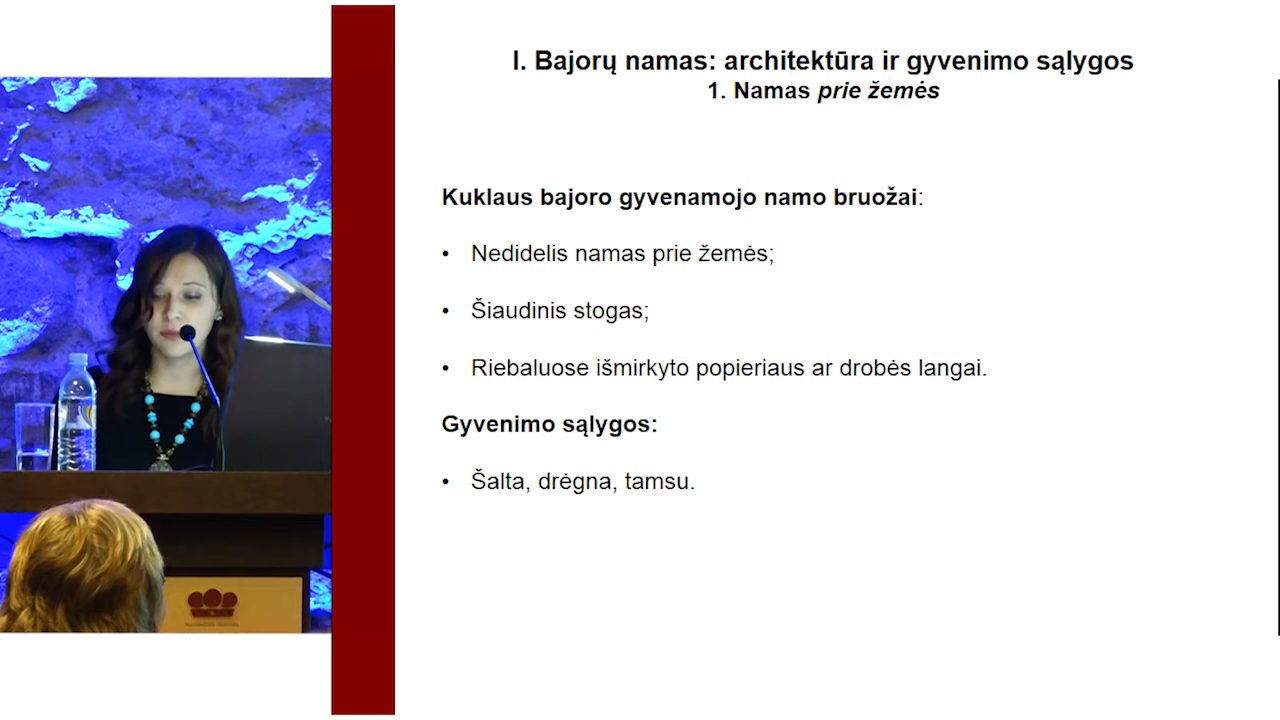 I. Bajorų namas: architektūra ir gyvenimo sąlygos
1. Namas prie žemės
Kuklaus bajoro gyvenamojo namo bruožai:
• Nedidelis namas prie žemės;
• Šiaudinis stogas;
• Riebaluose išmirkyto popieriaus ar drobės langai.
Gyvenimo sąlygos:
• Šalta, drėgna, tamsu.